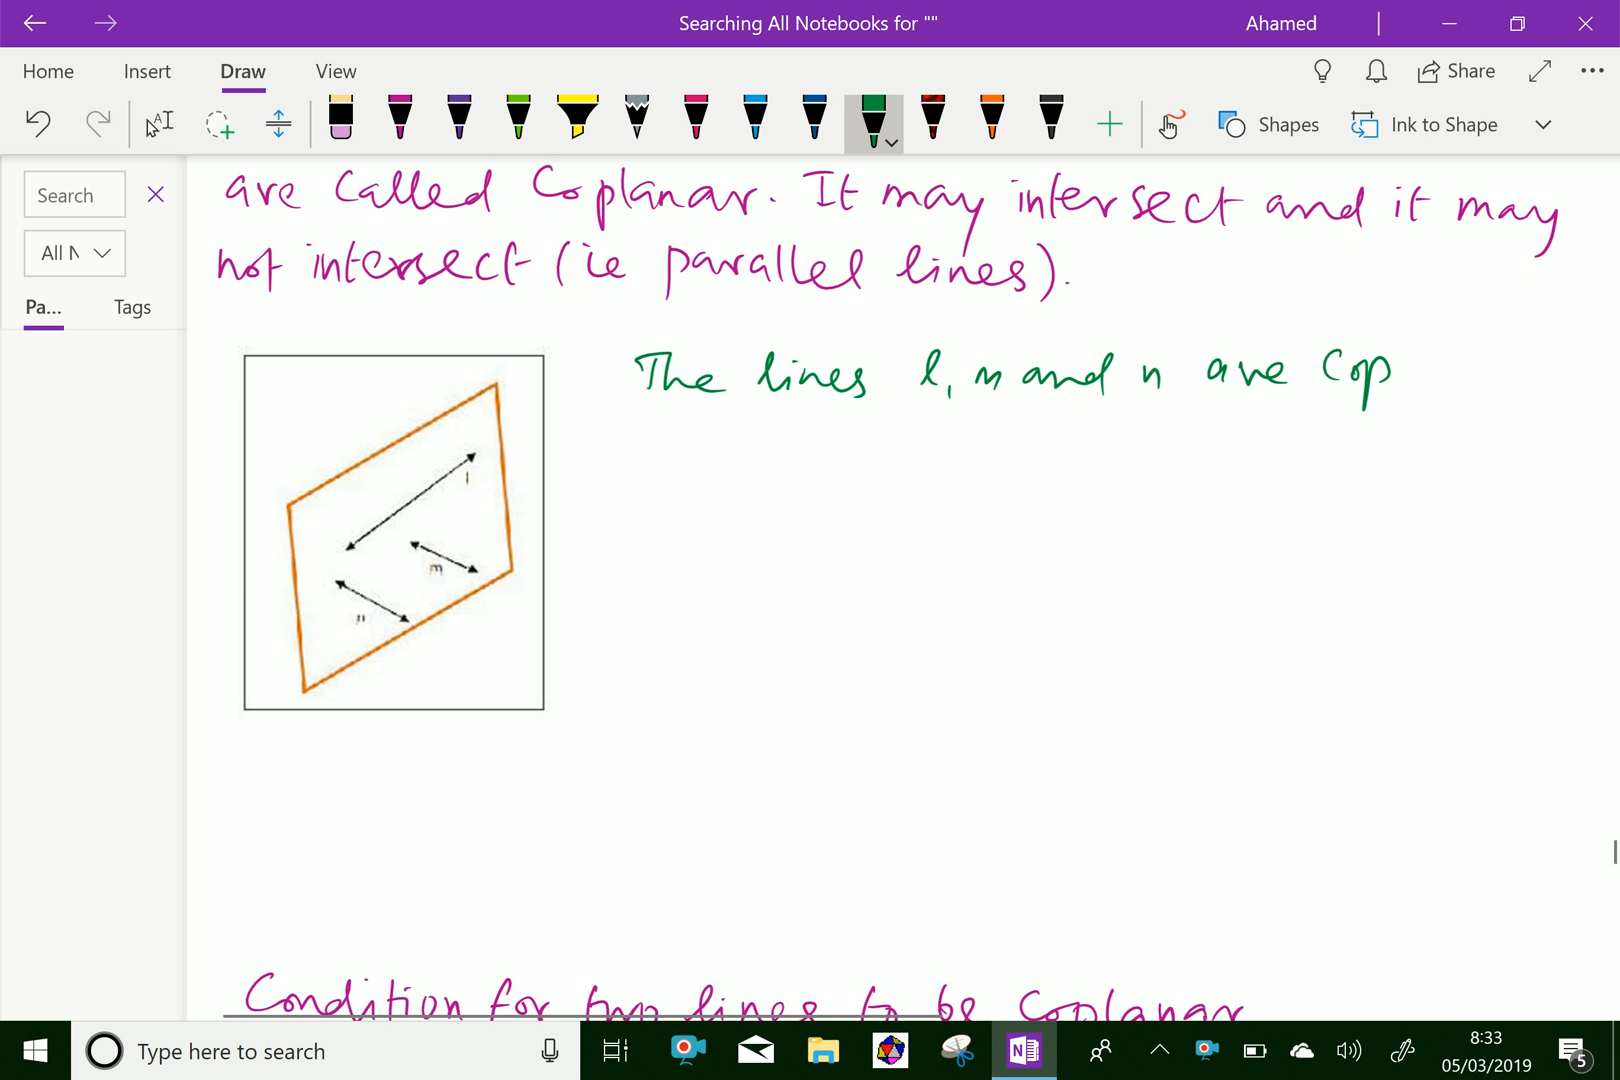 Searching All Notebooks for ""
Ahamed
Home Insert Draw View
Share
Shapes
Ink to Shape
Search
All N
Pa... Tags
are called Coplanar. It may intersect and it may
not intersect (ie parallel lines).
The lines l, m and n are Cop
l
m
n
Condition for two lines to be Coplanar
Type here to search
N
8:33
05/03/2019
5